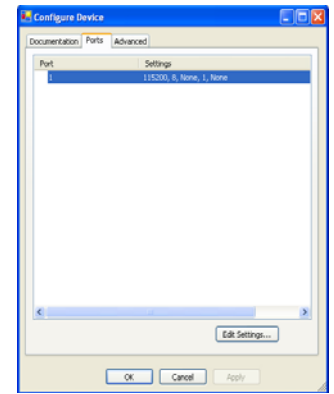 Configure Device
Documentation Ports Advanced
Port Settings
1 115200, 8, None, 1, None
Edit Settings...
OK Cancel Apply